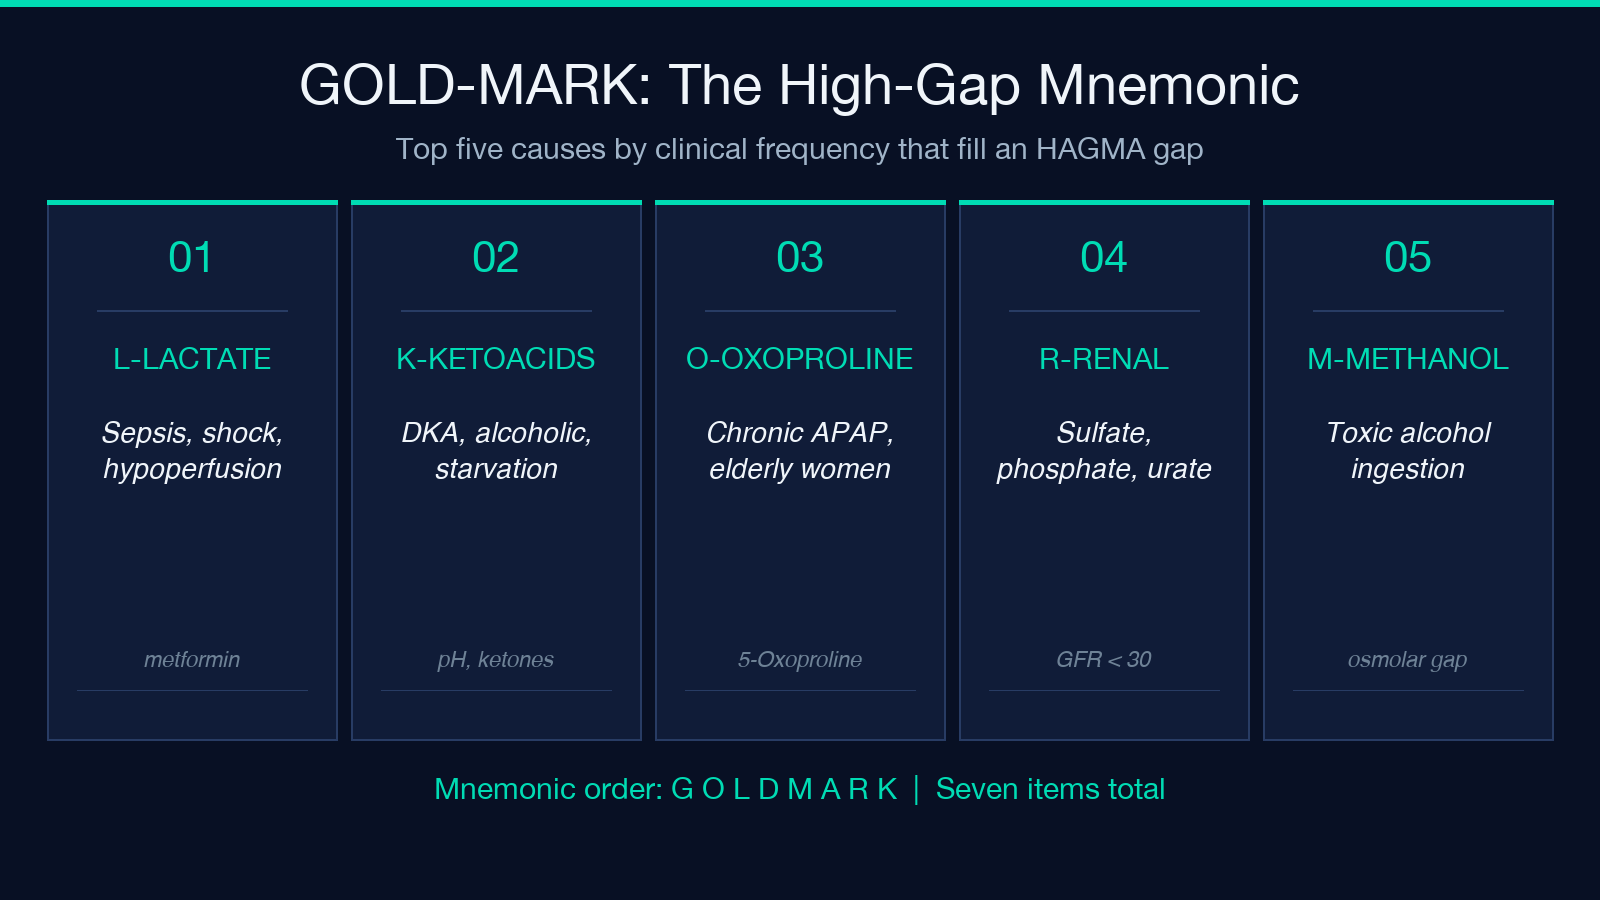 GOLD-MARK: The High-Gap Mnemonic
Top five causes by clinical frequency that fill an HAGMA gap
01
L-LACTATE
Sepsis, shock,
hypoperfusion
metformin
02
K-KETOACIDS
DKA, alcoholic,
starvation
pH, ketones
03
O-OXOPROLINE
Chronic APAP,
elderly women
5-Oxoproline
04
R-RENAL
Sulfate,
phosphate, urate
GFR < 30
05
M-METHANOL
Toxic alcohol
ingestion
osmolar gap
Mnemonic order: G O L D M A R K | Seven items total